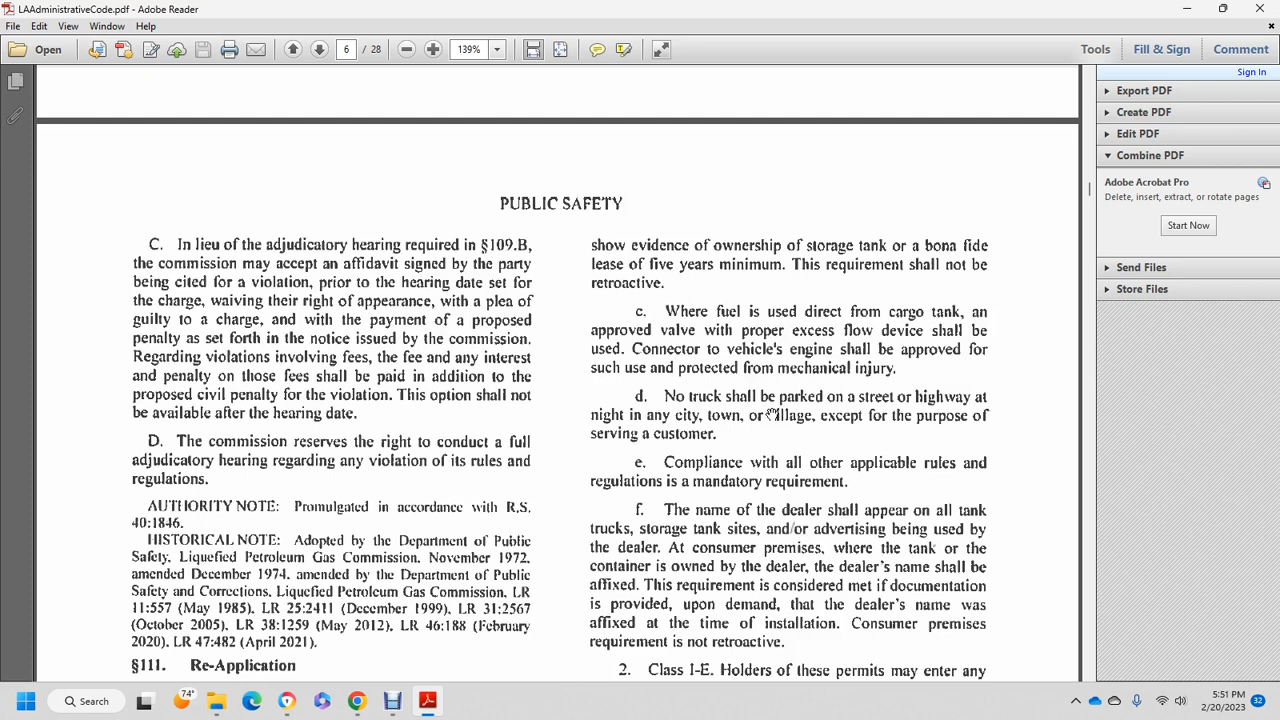 LAAdministrativeCode.pdf - Adobe Reader
File Edit View Window Help
Open 6 / 28 139% Tools Fill & Sign Comment
Sign In
Export PDF
Create PDF
Edit PDF
Combine PDF
Adobe Acrobat Pro
Delete, insert, extract, or rotate pages
Start Now
Send Files
Store Files
PUBLIC SAFETY
C. In lieu of the adjudicatory hearing required in §109.B,
the commission may accept an affidavit signed by the party
being cited for a violation, prior to the hearing date set for
the charge, waiving their right of appearance, with a plea of
guilty to a charge, and with the payment of a proposed
penalty as set forth in the notice issued by the commission.
Regarding violations involving fees, the fee and any interest
and penalty on those fees shall be paid in addition to the
proposed civil penalty for the violation. This option shall not
be available after the hearing date.
D. The commission reserves the right to conduct a full
adjudicatory hearing regarding any violation of its rules and
regulations.
AUTHORITY NOTE: Promulgated in accordance with R.S.
40:1846.
HISTORICAL NOTE: Adopted by the Department of Public
Safety, Liquefied Petroleum Gas Commission, November 1972,
amended December 1974, amended by the Department of Public
Safety and Corrections, Liquefied Petroleum Gas Commission, LR
11:557 (May 1985), LR 25:2411 (December 1999), LR 31:2567
(October 2005), LR 38:1259 (May 2012), LR 46:188 (February
2020), LR 47:482 (April 2021).
§111. Re-Application
show evidence of ownership of storage tank or a bona fide
lease of five years minimum. This requirement shall not be
retroactive.
c. Where fuel is used direct from cargo tank, an
approved valve with proper excess flow device shall be
used. Connector to vehicle's engine shall be approved for
such use and protected from mechanical injury.
d. No truck shall be parked on a street or highway at
night in any city, town, or village, except for the purpose of
serving a customer.
e. Compliance with all other applicable rules and
regulations is a mandatory requirement.
f. The name of the dealer shall appear on all tank
trucks, storage tank sites, and/or advertising being used by
the dealer. At consumer premises, where the tank or the
container is owned by the dealer, the dealer's name shall be
affixed. This requirement is considered met if documentation
is provided, upon demand, that the dealer's name was
affixed at the time of installation. Consumer premises
requirement is not retroactive.
2. Class I-E. Holders of these permits may enter any
Search
74°
5:51 PM
2/20/2023
32